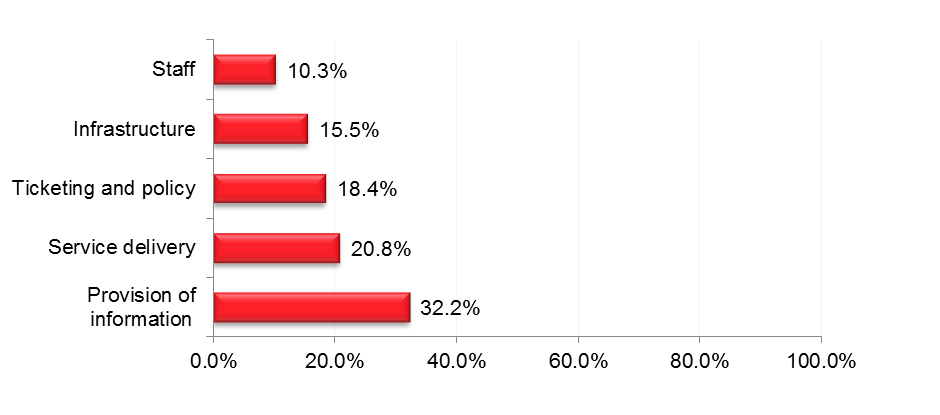 Staff
10.3%
Infrastructure
15.5%
Ticketing and policy
18.4%
Service delivery
20.8%
Provision of
information
32.2%
0.0%
20.0%
40.0%
60.0%
80.0%
100.0%